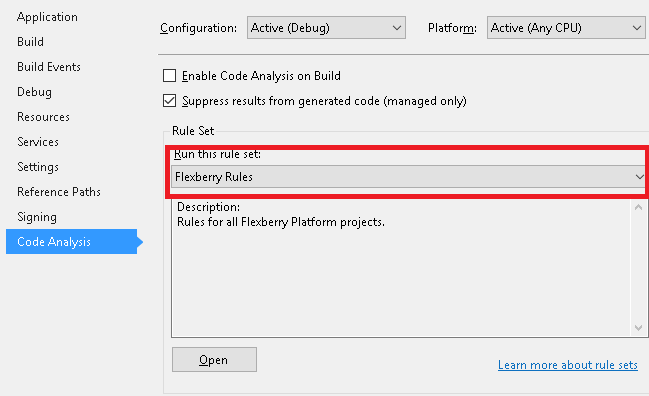 Application
Build
Build Events
Debug
Resources
Services
Settings
Reference Paths
Signing
Code Analysis
Configuration: Active (Debug) Platform: Active (Any CPU)
Enable Code Analysis on Build
Suppress results from generated code (managed only)
Rule Set
Run this rule set:
Flexberry Rules
Description:
Rules for all Flexberry Platform projects.
Open
Learn more about rule sets